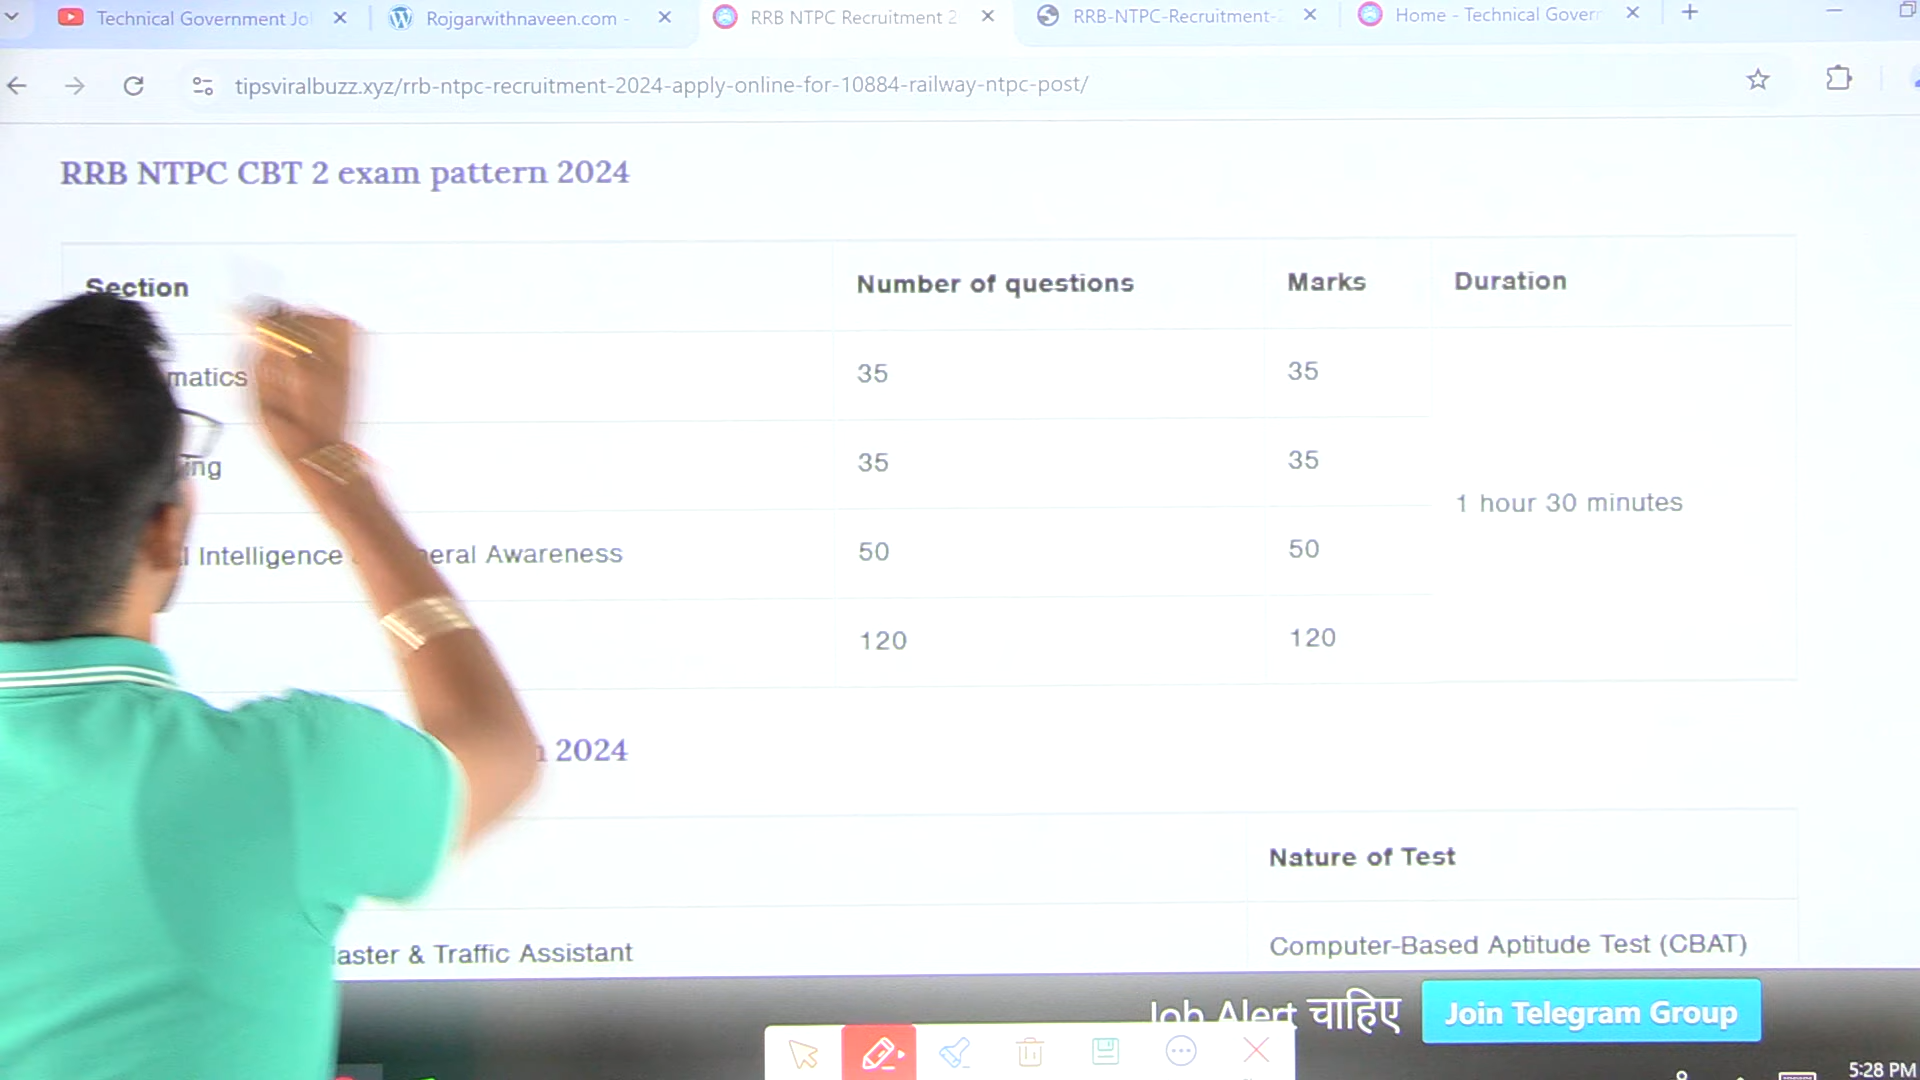 Technical Government Jo
Rojgarwithnaveen.com -
RRB NTPC Recruitment 2
RRB-NTPC-Recruitment-
Home - Technical Gover
tipsviralbuzz.xyz/rrb-ntpc-recruitment-2024-apply-online-for-10884-railway-ntpc-post/
RRB NTPC CBT 2 exam pattern 2024
Section Number of questions Marks Duration
matics 35 35
ing 35 35
1 hour 30 minutes
l Intelligence eral Awareness 50 50
120 120
2024
Nature of Test
aster & Traffic Assistant Computer-Based Aptitude Test (CBAT)
Job Alert चाहिए Join Telegram Group
5:28 PM